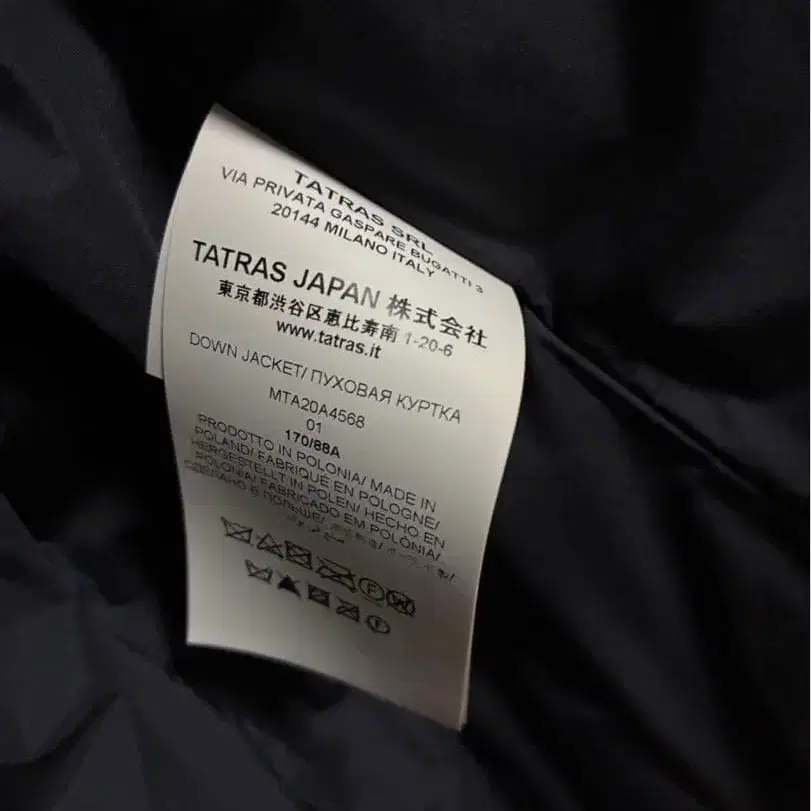 TATRAS SRL
VIA PRIVATA GASPARE BUGATTI 3
20144 MILANO ITALY
TATRAS JAPAN 株式会社
東京都渋谷区恵比寿南 1-20-6
www.tatras.it
DOWN JACKET/ ПУХОВАЯ КУРТКА
MTA20A4568
01
170/88A
PRODOTTO IN POLONIA/ MADE IN
POLAND/ FABRIQUÉ EN POLOGNE/
HERGESTELLT IN POLEN/ HECHO EN
POLONIA/ FABRICADO EM POLÓNIA/
СДЕЛАНО В ПОЛЬШЕ/
F W
F